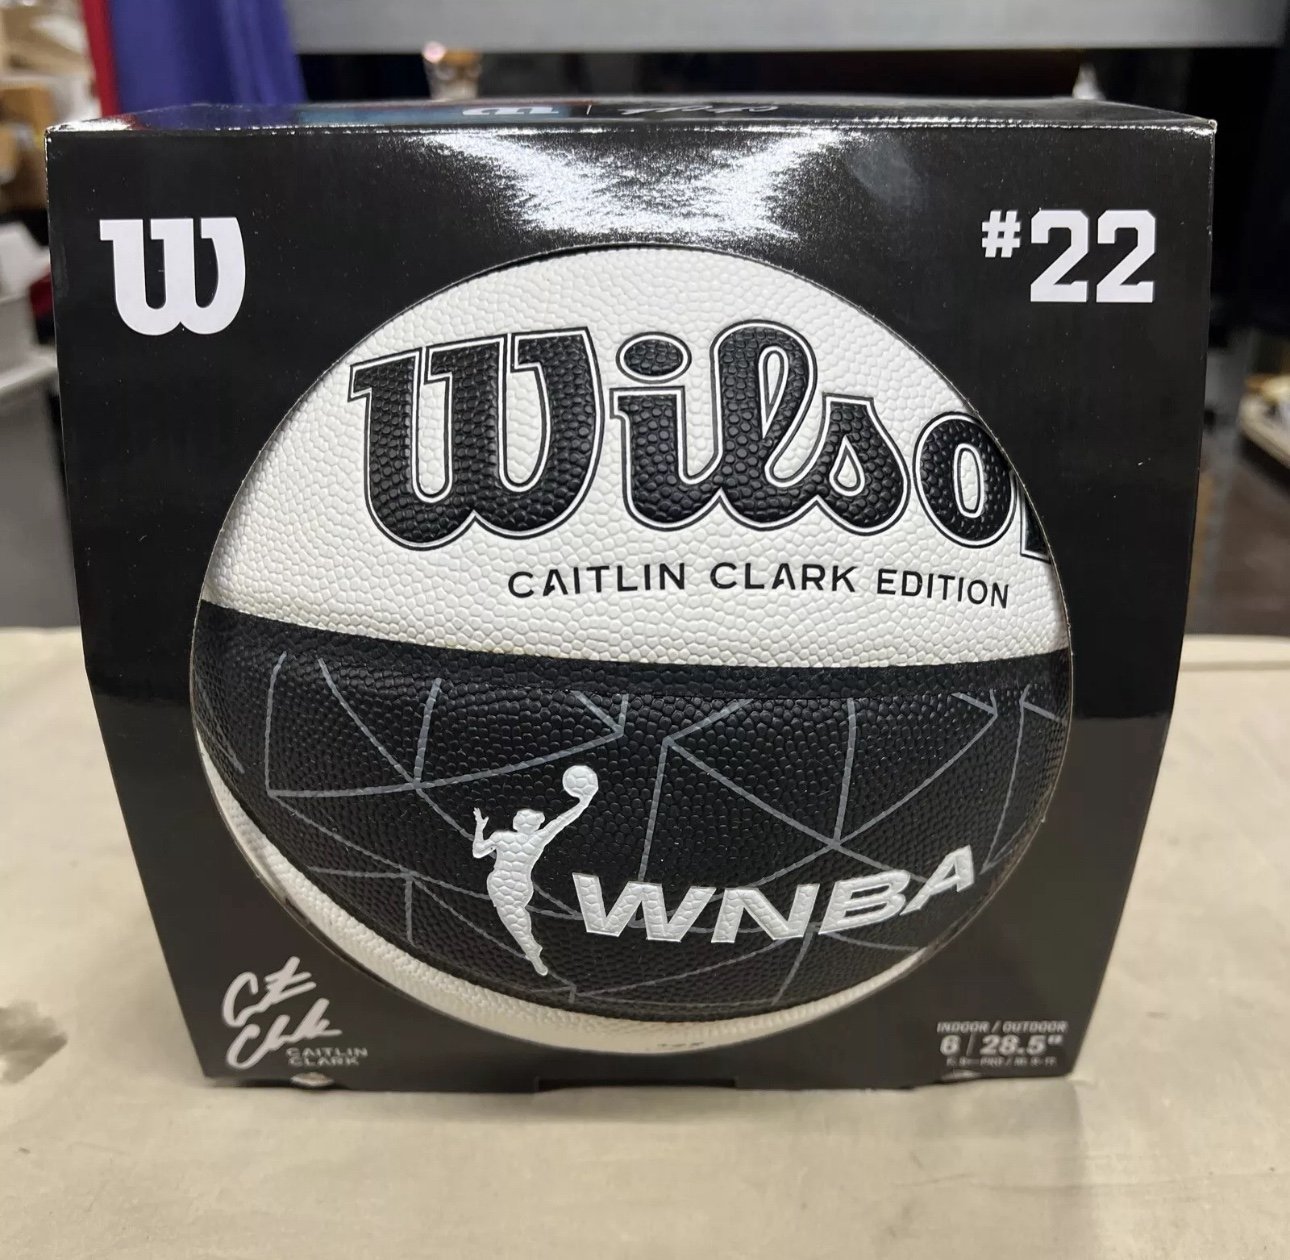 W
#22
Wilso
CAITLIN CLARK EDITION
WNBA
CAITLIN
CLARK
INDOOR / OUTDOOR
6 | 28.5"